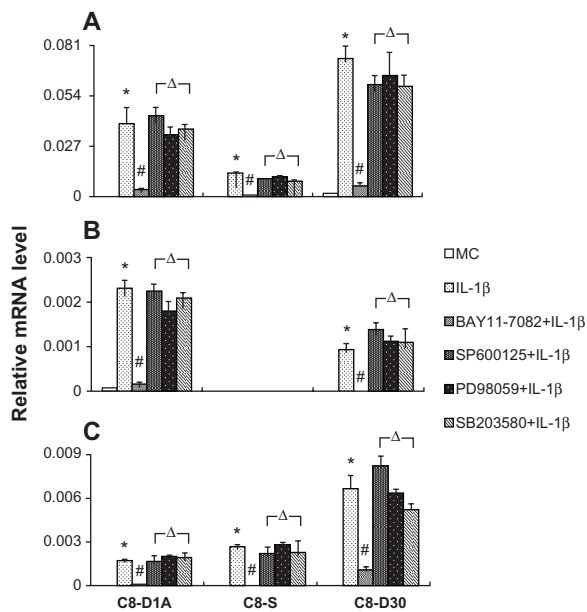 A
0.081
0.054
0.027
0
* # Δ
* # Δ
* # Δ
B
0.003
0.002
0.001
0
* # Δ
* # Δ
C
0.009
0.006
0.003
0
* # Δ
* # Δ
* # Δ
C8-D1A C8-S C8-D30
Relative mRNA level
MC
IL-1β
BAY11-7082+IL-1β
SP600125+IL-1β
PD98059+IL-1β
SB203580+IL-1β